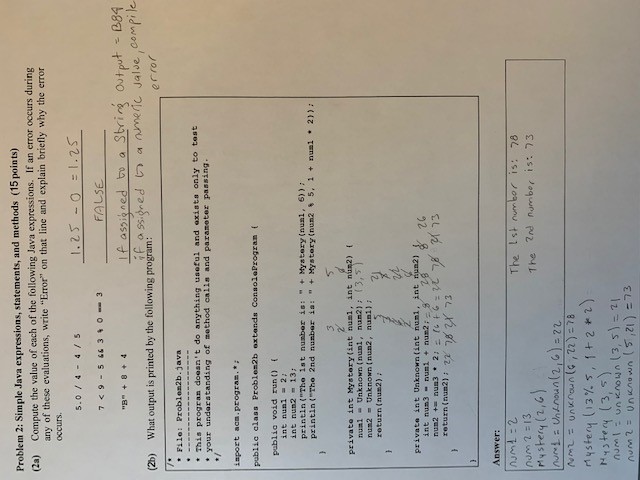 Problem 2: Simple Java expressions, statements, and methods (15 points)
(2a) Compute the value of each of the following Java expressions. If an error occurs during
any of these evaluations, write "Error" on that line and explain briefly why the error
occurs.
5.0 / 4 - 4 / 5 1.25 - 0 = 1.25
7 < 9 - 5 && 3 % 0 == 3 FALSE
"B" + 8 + 4 If assigned to a String output = B84
if assigned to a numeric value, compile
error
(2b) What output is printed by the following program:
/*
* File: Problem2b.java
* --------------------
* This program doesn't do anything useful and exists only to test
* your understanding of method calls and parameter passing.
*/
import acm.program.*;
public class Problem2b extends ConsoleProgram {
public void run() {
int num1 = 2;
int num2 = 13;
println("The 1st number is: " + Mystery(num1, 6));
println("The 2nd number is: " + Mystery(num2 % 5, 1 + num1 * 2));
}
3 5
2 6
private int Mystery(int num1, int num2) {
num1 = Unknown(num1, num2); (3,5)
num2 = Unknown(num2, num1);
return(num2);
}
5 21
private int Unknown(int num1, int num2) {
int num3 = num1 + num2; = 8 28 8 26
num2 += num3 * 2; = 16+6 = 22 78 21 73
return(num2); 22 78 21 73
}
}
Answer:
num1 = 2 The 1st number is: 78
num2 = 13 The 2nd number is: 73
Mystery (2,6)
num1 = Unknown(2,6) = 22
num2 = unknown (6,22) = 78
Mystery (13%5, 1+2*2)
Mystery (3,5)
num1 = unknown (3,5) = 21
num2 = unknown (5,21) = 73